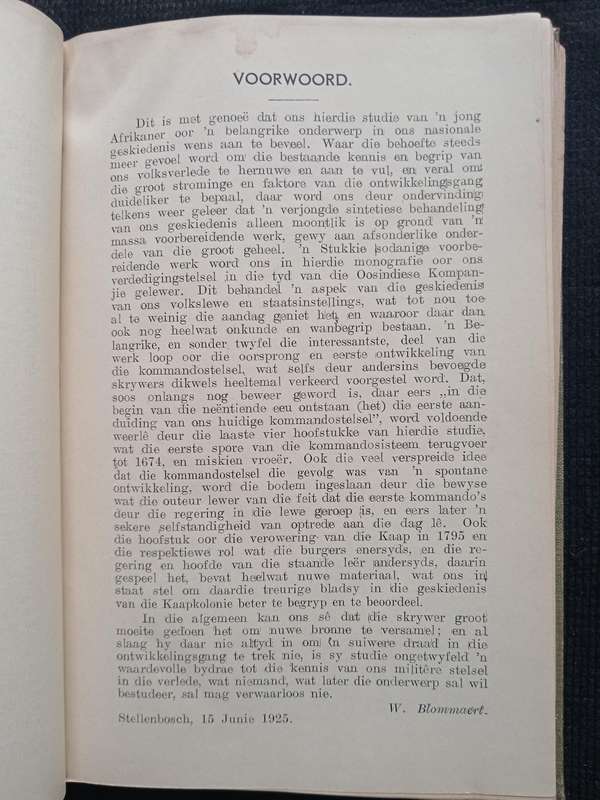 VOORWOORD.
Dit is met genoeë dat ons hierdie studie van 'n jong
Afrikaner oor 'n belangrike onderwerp in ons nasionale
geskiedenis wens aan te beveel. Waar die behoefte steeds
meer gevoel word om die bestaande kennis en begrip van
ons volksverlede te hernuwe en aan te vul, en veral om
die groot strominge en faktore van die ontwikkelingsgang
duideliker te bepaal, daar word ons deur ondervinding
telkens weer geleer dat 'n verjongde sintetiese behandeling
van ons geskiedenis alleen moontlik is op grond van 'n
massa voorbereidende werk, gewy aan afsonderlike onder-
dele van die groot geheel. 'n Stukkie sodanige voorbe-
reidende werk word ons in hierdie monografie oor ons
verdedigingstelsel in die tyd van die Oosindiese Kompan-
jie gelewer. Dit behandel 'n aspek van die geskiedenis
van ons volkslewe en staatsinstellings, wat tot nou toe
al te weinig die aandag geniet het, en waaroor daar dan
ook nog heelwat onkunde en wanbegrip bestaan. 'n Be-
langrike, en sonder twyfel die interessantste, deel van die
werk loop oor die oorsprong en eerste ontwikkeling van
die kommandostelsel, wat selfs deur andersins bevoegde
skrywers dikwels heeltemal verkeerd voorgestel word. Dat,
soos onlangs nog beweer geword is, daar eers „in die
begin van die neëntiende eeu ontstaan (het) die eerste aan-
duiding van ons huidige kommandostelsel", word voldoende
weerlê deur die laaste vier hoofstukke van hierdie studie,
wat die eerste spore van die kommandosisteem terugvoer
tot 1674, en miskien vroeër. Ook die veel verspreide idee
dat die kommandostelsel die gevolg was van 'n spontane
ontwikkeling, word die bodem ingeslaan deur die bewyse
wat die outeur lewer van die feit dat die eerste kommando's
deur die regering in die lewe geroep is, en eers later 'n
sekere selfstandigheid van optrede aan die dag lê. Ook
die hoofstuk oor die verowering van die Kaap in 1795 en
die respektiewe rol wat die burgers enersyds, en die re-
gering en hoofde van die staande leër andersyds, daarin
gespeel het, bevat heelwat nuwe materiaal, wat ons in
staat stel om daardie treurige bladsy in die geskiedenis
van die Kaapkolonie beter te begryp en te beoordeel.
In die algemeen kan ons sê dat die skrywer groot
moeite gedoen het om nuwe bronne te versamel; en al
slaag hy daar nie altyd in om 'n suiwere draad in die
ontwikkelingsgang te trek nie, is sy studie ongetwyfeld 'n
waardevolle bydrae tot die kennis van ons militêre stelsel
in die verlede, wat niemand, wat later die onderwerp sal wil
bestudeer, sal mag verwaarloos nie.
W. Blommaert.
Stellenbosch, 15 Junie 1925.